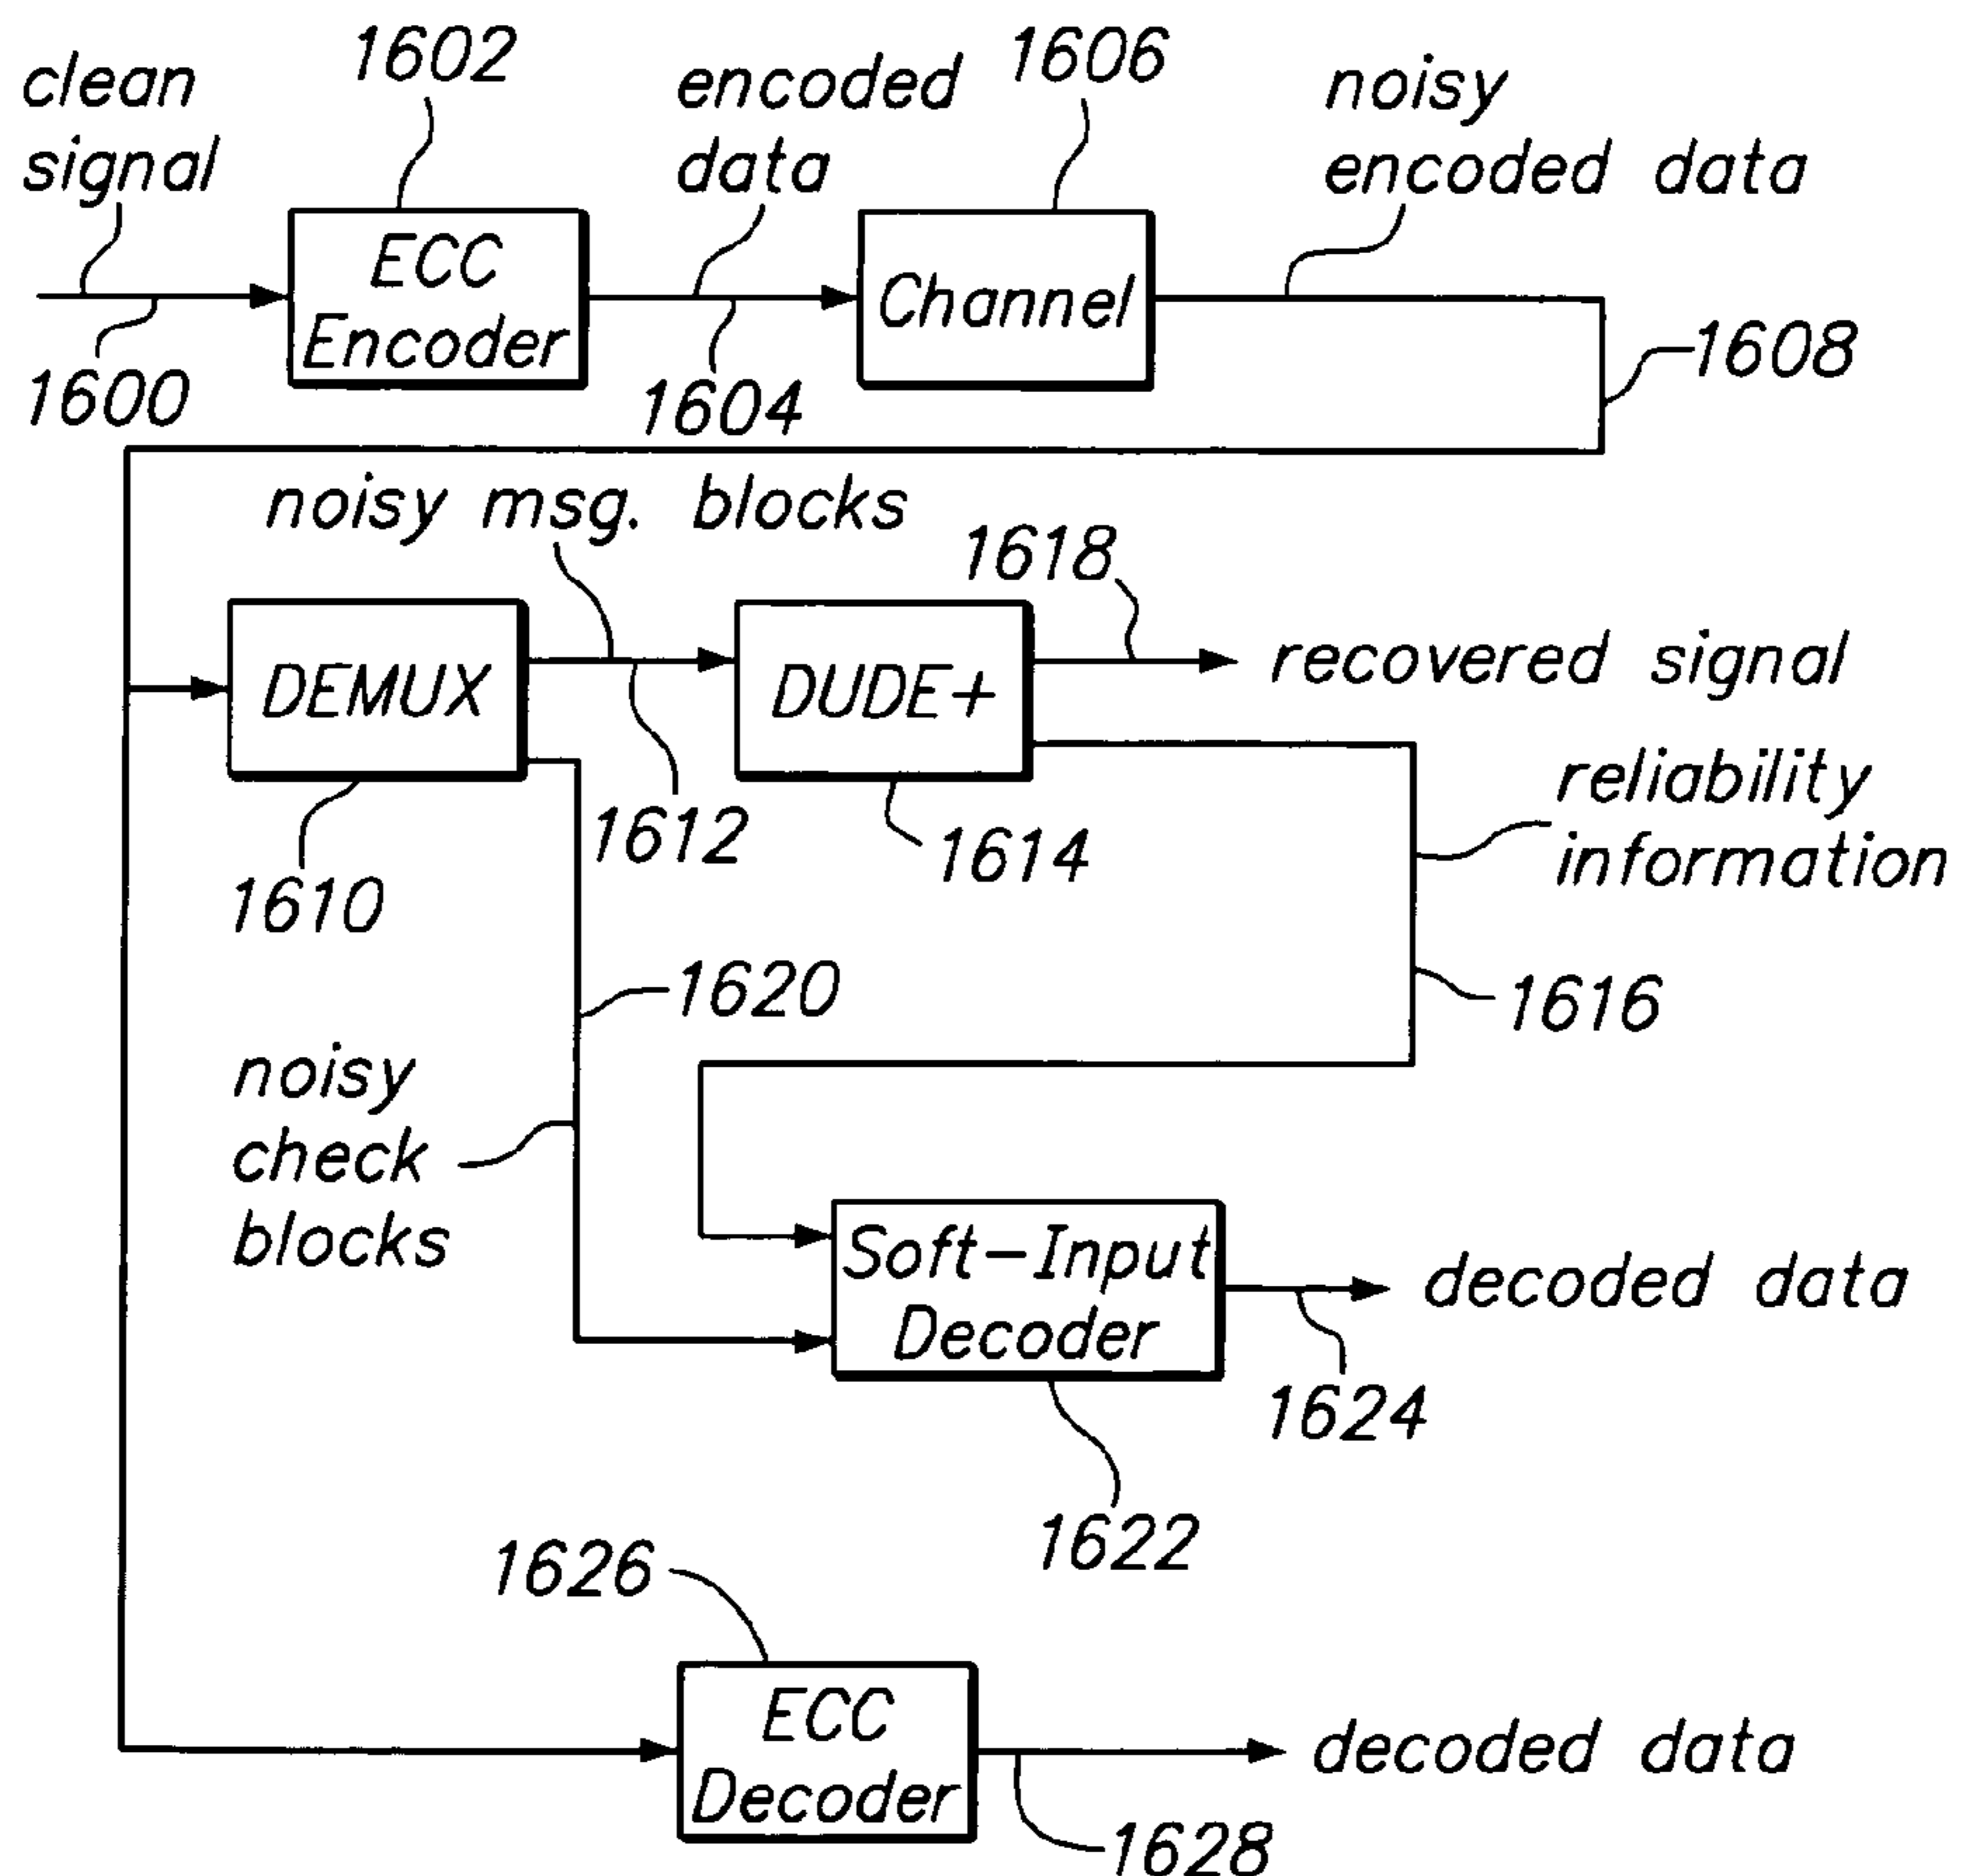 1602
1606
clean
signal
encoded
data
noisy
encoded data
ECC
Encoder
Channel
1600
1604
1608
noisy msg. blocks
1618
DEMUX
DUDE+
recovered signal
reliability
information
1612
1614
1610
1620
1616
noisy
check
blocks
Soft-Input
Decoder
decoded data
1624
1622
1626
ECC
Decoder
decoded data
1628